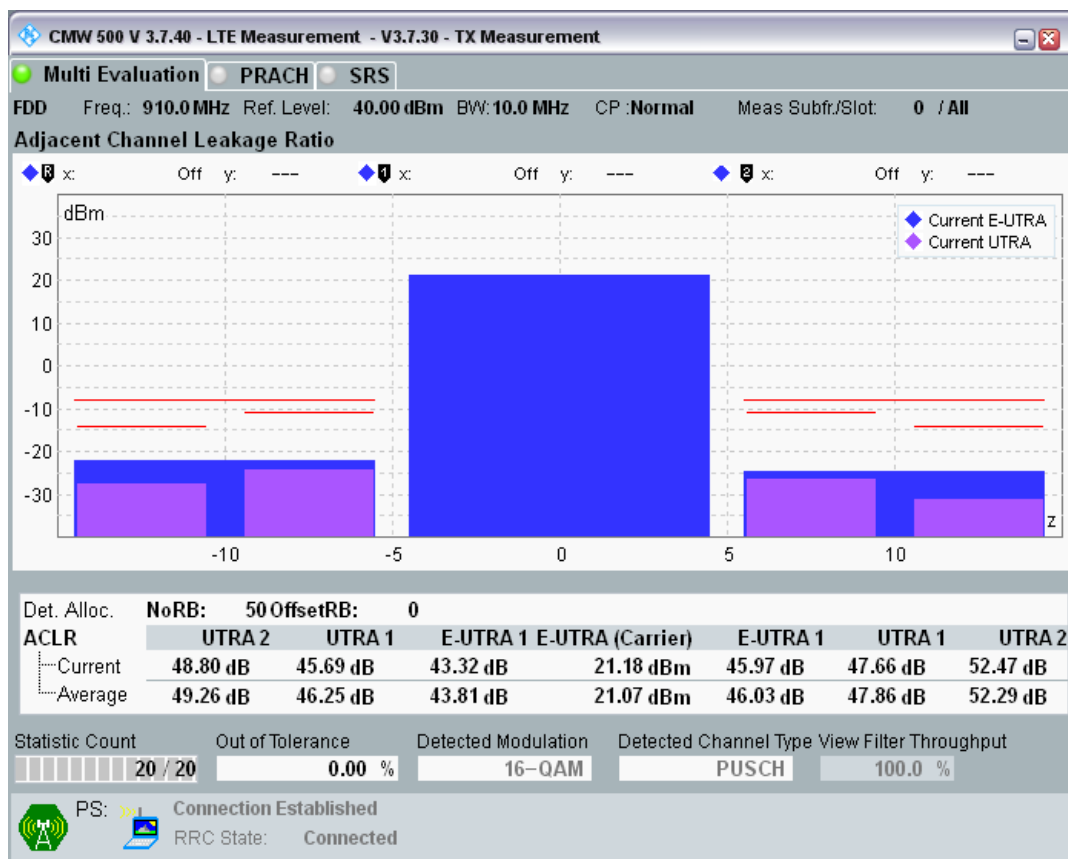 CMW 500 V 3.7.40 - LTE Measurement - V3.7.30 - TX Measurement
Multi Evaluation PRACH SRS
FDD Freq.: 910.0 MHz Ref. Level: 40.00 dBm BW: 10.0 MHz CP :Normal Meas Subfr./Slot: 0 / All
Adjacent Channel Leakage Ratio
R x: Off y: --- 1 x: Off y: --- 2 x: Off y: ---
dBm
Current E-UTRA
Current UTRA
30
20
10
0
-10
-20
-30
z
-10 -5 0 5 10
Det. Alloc. NoRB: 50 OffsetRB: 0
ACLR UTRA 2 UTRA 1 E-UTRA 1 E-UTRA (Carrier) E-UTRA 1 UTRA 1 UTRA 2
Current 48.80 dB 45.69 dB 43.32 dB 21.18 dBm 45.97 dB 47.66 dB 52.47 dB
Average 49.26 dB 46.25 dB 43.81 dB 21.07 dBm 46.03 dB 47.86 dB 52.29 dB
Statistic Count Out of Tolerance Detected Modulation Detected Channel Type View Filter Throughput
20 / 20 0.00 % 16-QAM PUSCH 100.0 %
PS: Connection Established
RRC State: Connected